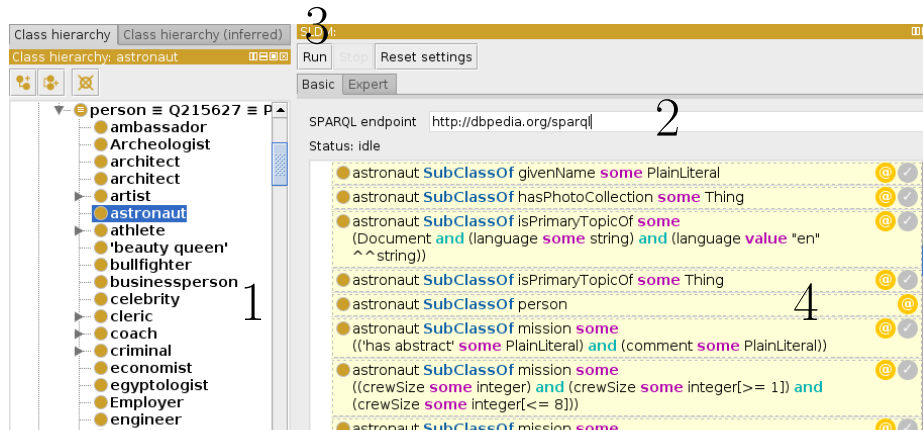 Class hierarchy
Class hierarchy (inferred)
Class hierarchy: astronaut
person ≡ Q215627 ≡ P
ambassador
Archeologist
architect
architect
artist
astronaut
athlete
'beauty queen'
bullfighter
businessperson
celebrity
cleric
coach
criminal
economist
egyptologist
Employer
engineer
1
3
SLDM:
Run
Stop
Reset settings
Basic
Expert
SPARQL endpoint
http://dbpedia.org/sparql
2
Status: idle
astronaut SubClassOf givenName some PlainLiteral
astronaut SubClassOf hasPhotoCollection some Thing
astronaut SubClassOf isPrimaryTopicOf some
(Document and (language some string) and (language value "en"
^^string))
astronaut SubClassOf isPrimaryTopicOf some Thing
astronaut SubClassOf person
4
astronaut SubClassOf mission some
(('has abstract' some PlainLiteral) and (comment some PlainLiteral))
astronaut SubClassOf mission some
((crewSize some integer) and (crewSize some integer[>= 1]) and
(crewSize some integer[<= 8]))
astronaut SubClassOf mission some